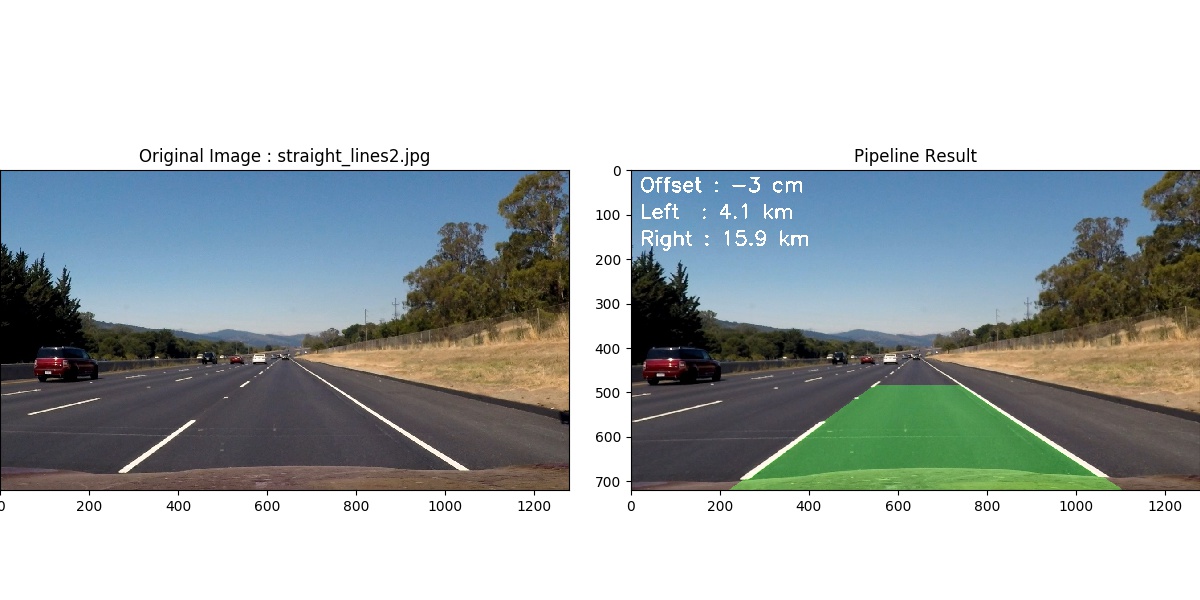 Original Image : straight_lines2.jpg
0 200 400 600 800 1000 1200
Pipeline Result
Offset : −3 cm
Left : 4.1 km
Right : 15.9 km
0
100
200
300
400
500
600
700
0 200 400 600 800 1000 1200